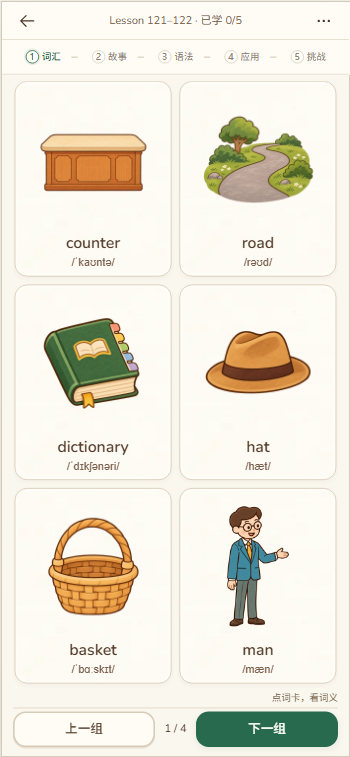 Lesson 121–122 · 已学 0/5
1 词汇 – 2 故事 – 3 语法 – 4 应用 – 5 挑战
counter
/ˈkaʊntə/
road
/rəʊd/
dictionary
/ˈdɪkʃənəri/
hat
/hæt/
basket
/ˈbɑːskɪt/
man
/mæn/
点词卡，看词义
上一组
1 / 4
下一组